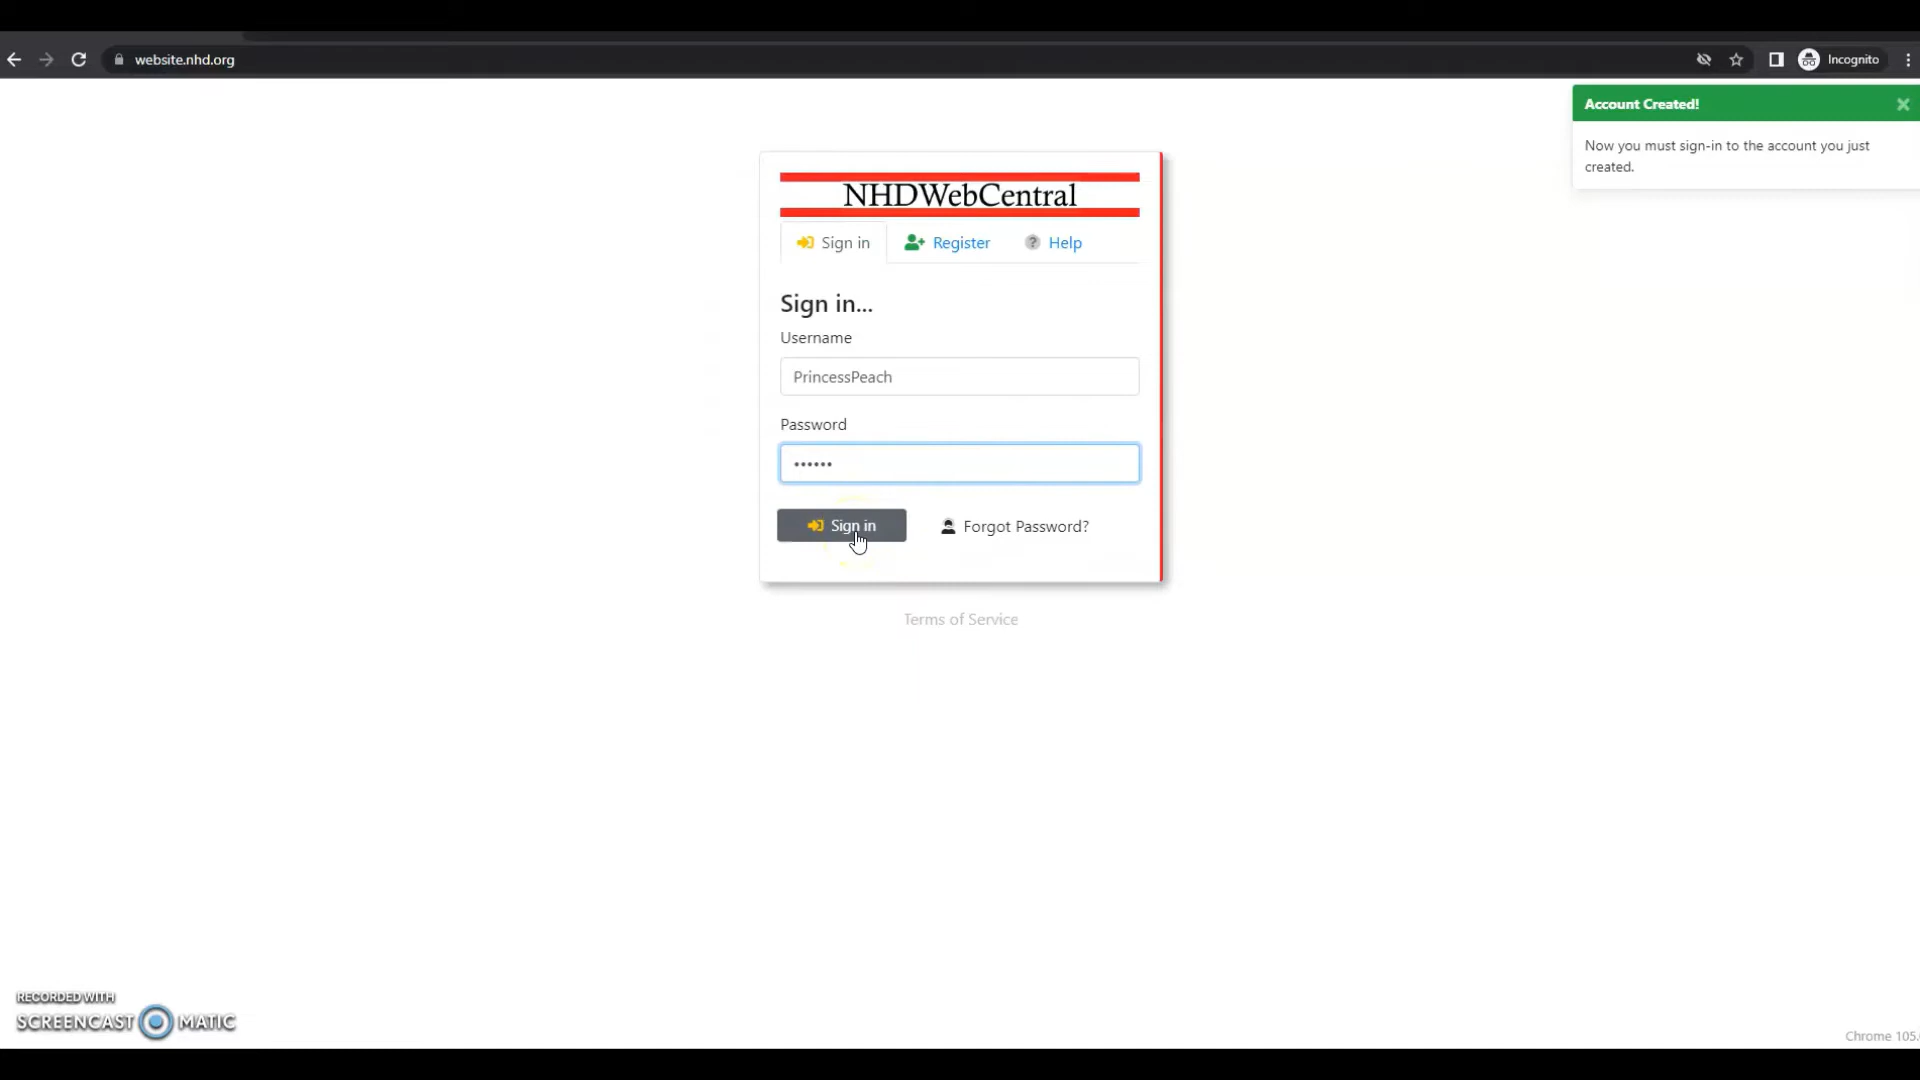 website.nhd.org
Incognito
Account Created!
Now you must sign-in to the account you just
created.
NHDWebCentral
Sign in
Register
? Help
Sign in...
Username
PrincessPeach
Password
••••••
Sign in
Forgot Password?
Terms of Service
RECORDED WITH
SCREENCAST MATIC
Chrome 105.